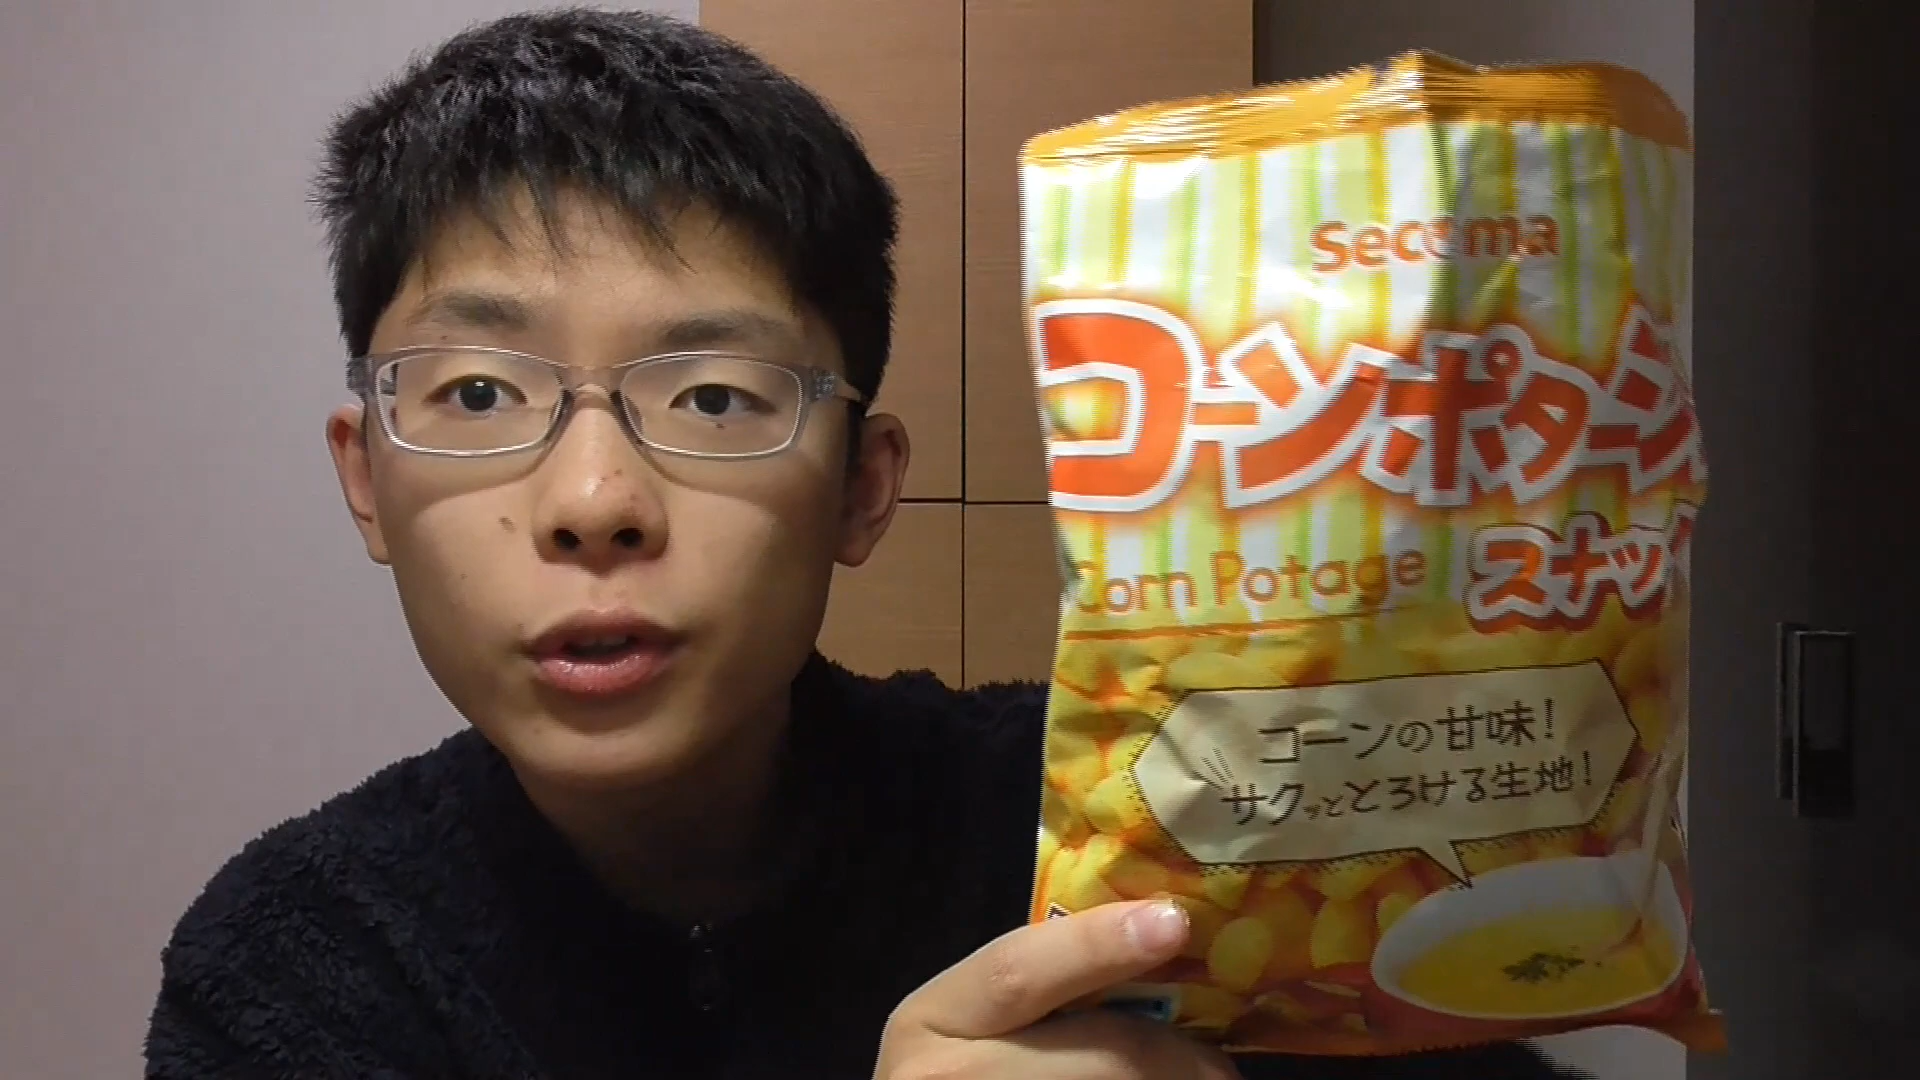 Secoma
コーンポタージ
Corn Potage
スナック
コーンの甘味!
サクッととろける生地!